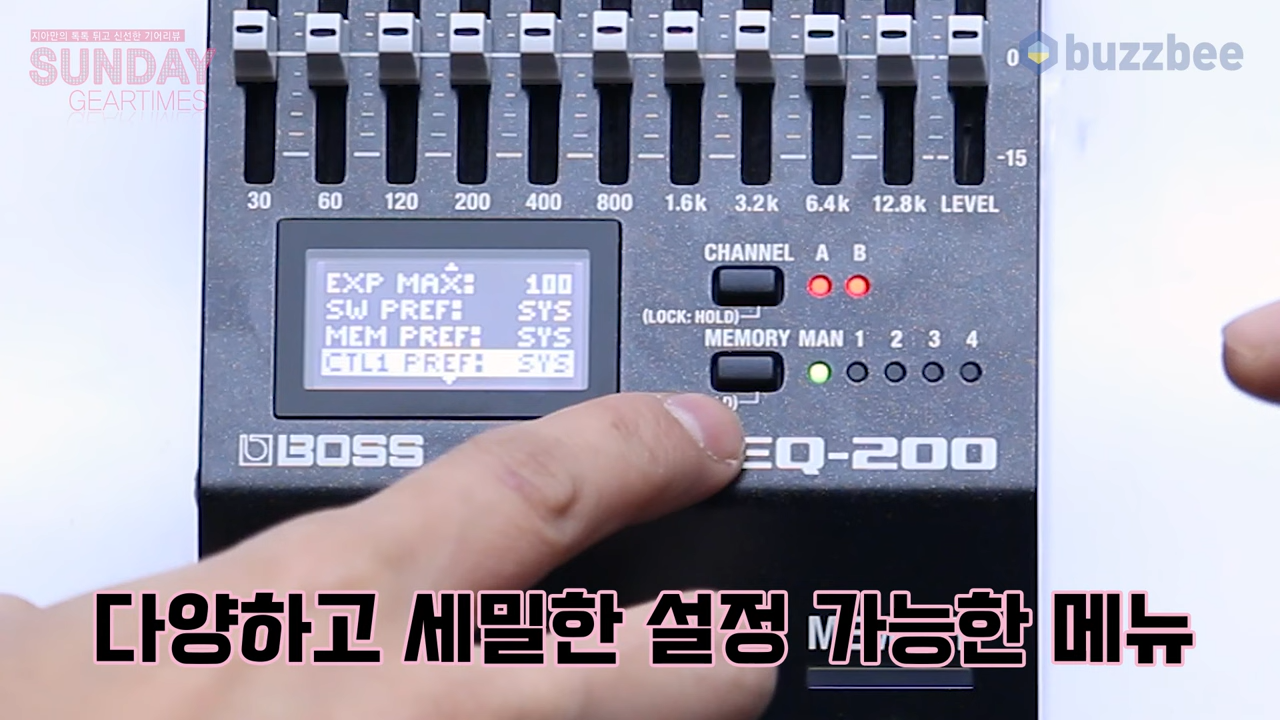 지아만의 톡톡 튀고 신선한 기어리뷰
SUNDAY
GEARTIMES
buzzbee
0
-15
30 60 120 200 400 800 1.6k 3.2k 6.4k 12.8k LEVEL
EXP MAX: 100
SW PREF: SYS
MEM PREF: SYS
CTL1 PREF: SYS
CHANNEL A B
(LOCK: HOLD)
MEMORY MAN 1 2 3 4
BOSS
EQ-200
다양하고 세밀한 설정 가능한 메뉴